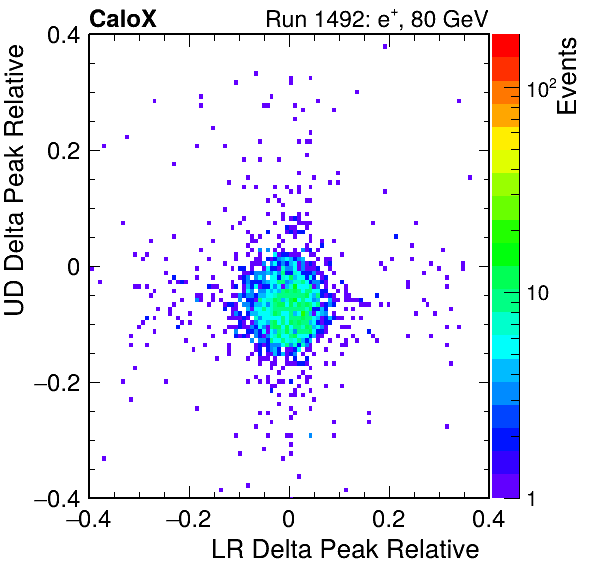 CaloX Run 1492: e⁺, 80 GeV
UD Delta Peak Relative
0.4
0.2
0
−0.2
−0.4
−0.4 −0.2 0 0.2 0.4
LR Delta Peak Relative
10²
10
1
Events